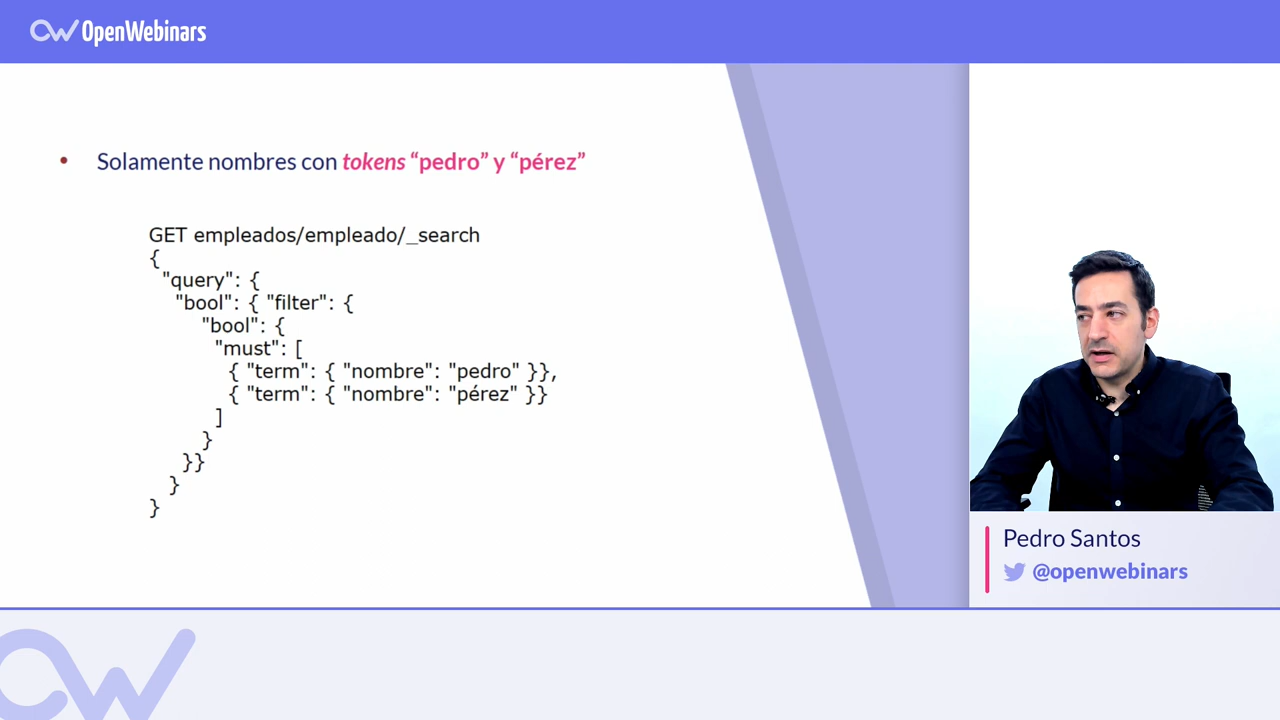 OpenWebinars
• Solamente nombres con tokens “pedro” y “pérez”
GET empleados/empleado/_search
{
"query": {
"bool": { "filter": {
"bool": {
"must": [
{ "term": { "nombre": "pedro" }},
{ "term": { "nombre": "pérez" }}
]
}
}}
}
}
Pedro Santos
@openwebinars